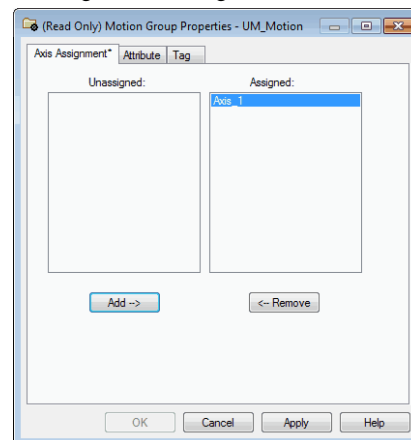 (Read Only) Motion Group Properties - UM_Motion
Axis Assignment* Attribute Tag
Unassigned: Assigned:
Axis_1
Add --> <-- Remove
OK Cancel Apply Help